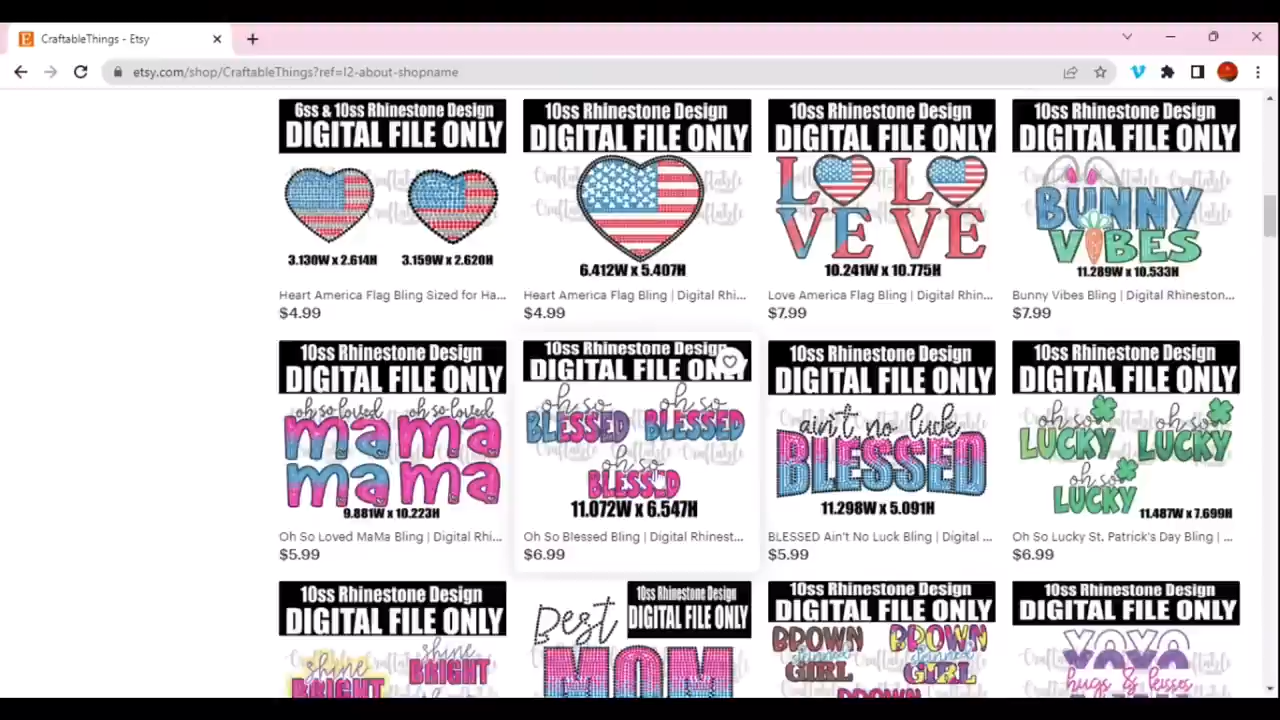 CraftableThings - Etsy
etsy.com/shop/CraftableThings?ref=l2-about-shopname
6ss & 10ss Rhinestone Design
DIGITAL FILE ONLY
3.130W x 2.614H
3.159W x 2.620H
Heart America Flag Bling Sized for Ha...
$4.99
10ss Rhinestone Design
DIGITAL FILE ONLY
Craftable
6.412W x 5.407H
Heart America Flag Bling | Digital Rhi...
$4.99
10ss Rhinestone Design
DIGITAL FILE ONLY
LOVE
LOVE
10.241W x 10.775H
Love America Flag Bling | Digital Rhin...
$7.99
10ss Rhinestone Design
DIGITAL FILE ONLY
BUNNY
VIBES
11.289W x 10.533H
Bunny Vibes Bling | Digital Rhineston...
$7.99
10ss Rhinestone Design
DIGITAL FILE ONLY
oh so loved
mama
oh so loved
mama
9.881W x 10.223H
Oh So Loved MaMa Bling | Digital Rhi...
$5.99
10ss Rhinestone Design
DIGITAL FILE ONLY
oh so
BLESSED
oh so
BLESSED
oh so
BLESSED
11.072W x 6.547H
Oh So Blessed Bling | Digital Rhinest...
$6.99
10ss Rhinestone Design
DIGITAL FILE ONLY
ain't no luck
BLESSED
11.298W x 5.091H
BLESSED Ain't No Luck Bling | Digital ...
$5.99
10ss Rhinestone Design
DIGITAL FILE ONLY
oh so
LUCKY
oh so
LUCKY
oh so
LUCKY
11.487W x 7.699H
Oh So Lucky St. Patrick's Day Bling | ...
$6.99
10ss Rhinestone Design
DIGITAL FILE ONLY
shine
BRIGHT
shine
BRIGHT
Best
MOM
10ss Rhinestone Design
DIGITAL FILE ONLY
10ss Rhinestone Design
DIGITAL FILE ONLY
BROWN
skinned
GIRL
BROWN
skinned
GIRL
BROWN
10ss Rhinestone Design
DIGITAL FILE ONLY
XOXO
hugs & kisses